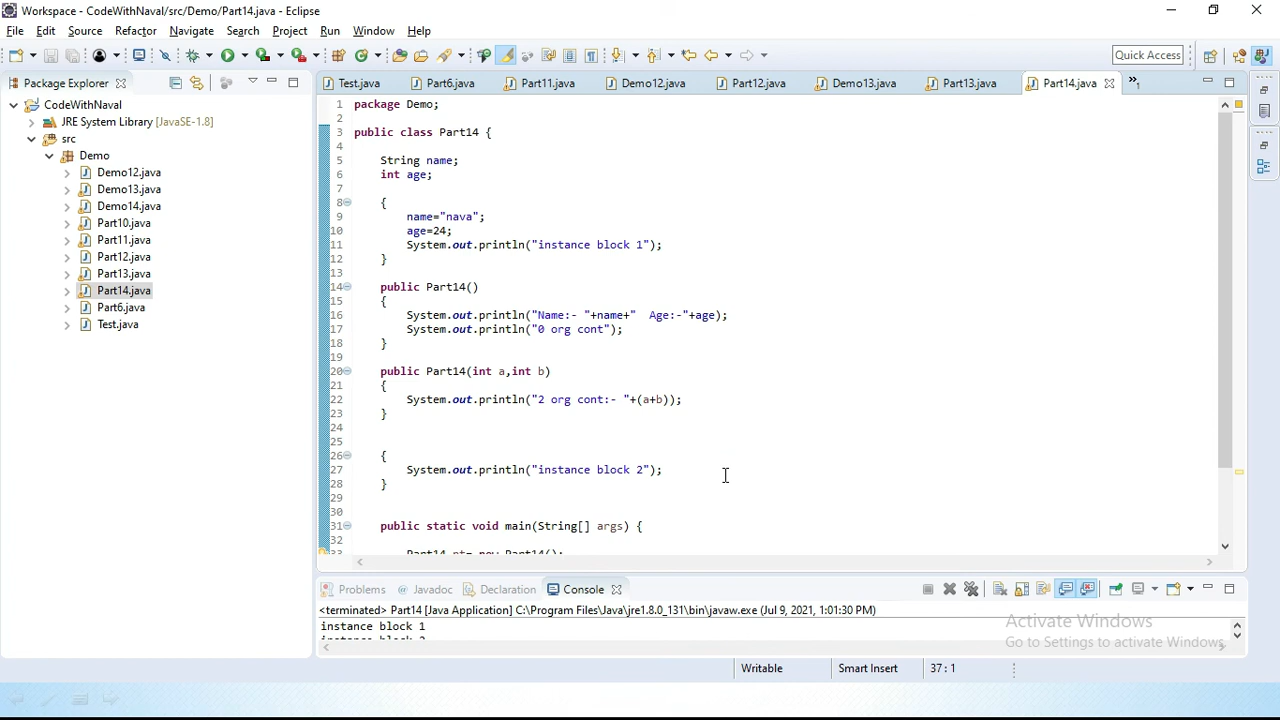 Workspace - CodeWithNaval/src/Demo/Part14.java - Eclipse
File Edit Source Refactor Navigate Search Project Run Window Help
Quick Access
Package Explorer
Test.java Part6.java Part11.java Demo12.java Part12.java Demo13.java Part13.java Part14.java »1
CodeWithNaval
JRE System Library [JavaSE-1.8]
src
Demo
Demo12.java
Demo13.java
Demo14.java
Part10.java
Part11.java
Part12.java
Part13.java
Part14.java
Part6.java
Test.java
1 package Demo;
2
3 public class Part14 {
4
5 String name;
6 int age;
7
8 {
9 name="nava";
10 age=24;
11 System.out.println("instance block 1");
12 }
13
14 public Part14()
15 {
16 System.out.println("Name:- "+name+" Age:-"+age);
17 System.out.println("0 org cont");
18 }
19
20 public Part14(int a,int b)
21 {
22 System.out.println("2 org cont:- "+(a+b));
23 }
24
25
26 {
27 System.out.println("instance block 2");
28 }
29
30
31 public static void main(String[] args) {
32
33 Part14 pt= new Part14();
Problems Javadoc Declaration Console
<terminated> Part14 [Java Application] C:\Program Files\Java\jre1.8.0_131\bin\javaw.exe (Jul 9, 2021, 1:01:30 PM)
instance block 1
instance block 2
Activate Windows
Go to Settings to activate Windows.
Writable Smart Insert 37 : 1